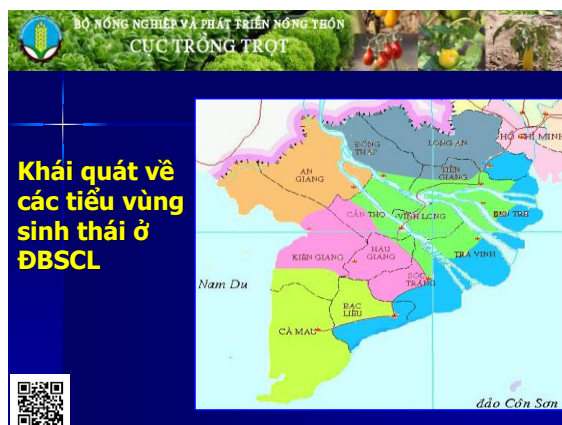 BỘ NÔNG NGHIỆP VÀ PHÁT TRIỂN NÔNG THÔN
CỤC TRỒNG TRỌT
Khái quát về
các tiểu vùng
sinh thái ở
ĐBSCL
ĐỒNG
THÁP
LONG AN
HỒ CHÍ MINH
TIỀN
GIANG
AN
GIANG
CẦN THƠ
VĨNH LONG
BẾN TRE
KIÊN GIANG
HẬU
GIANG
TRÀ VINH
SÓC
TRĂNG
Nam Du
BẠC
LIÊU
CÀ MAU
đảo Côn Sơn